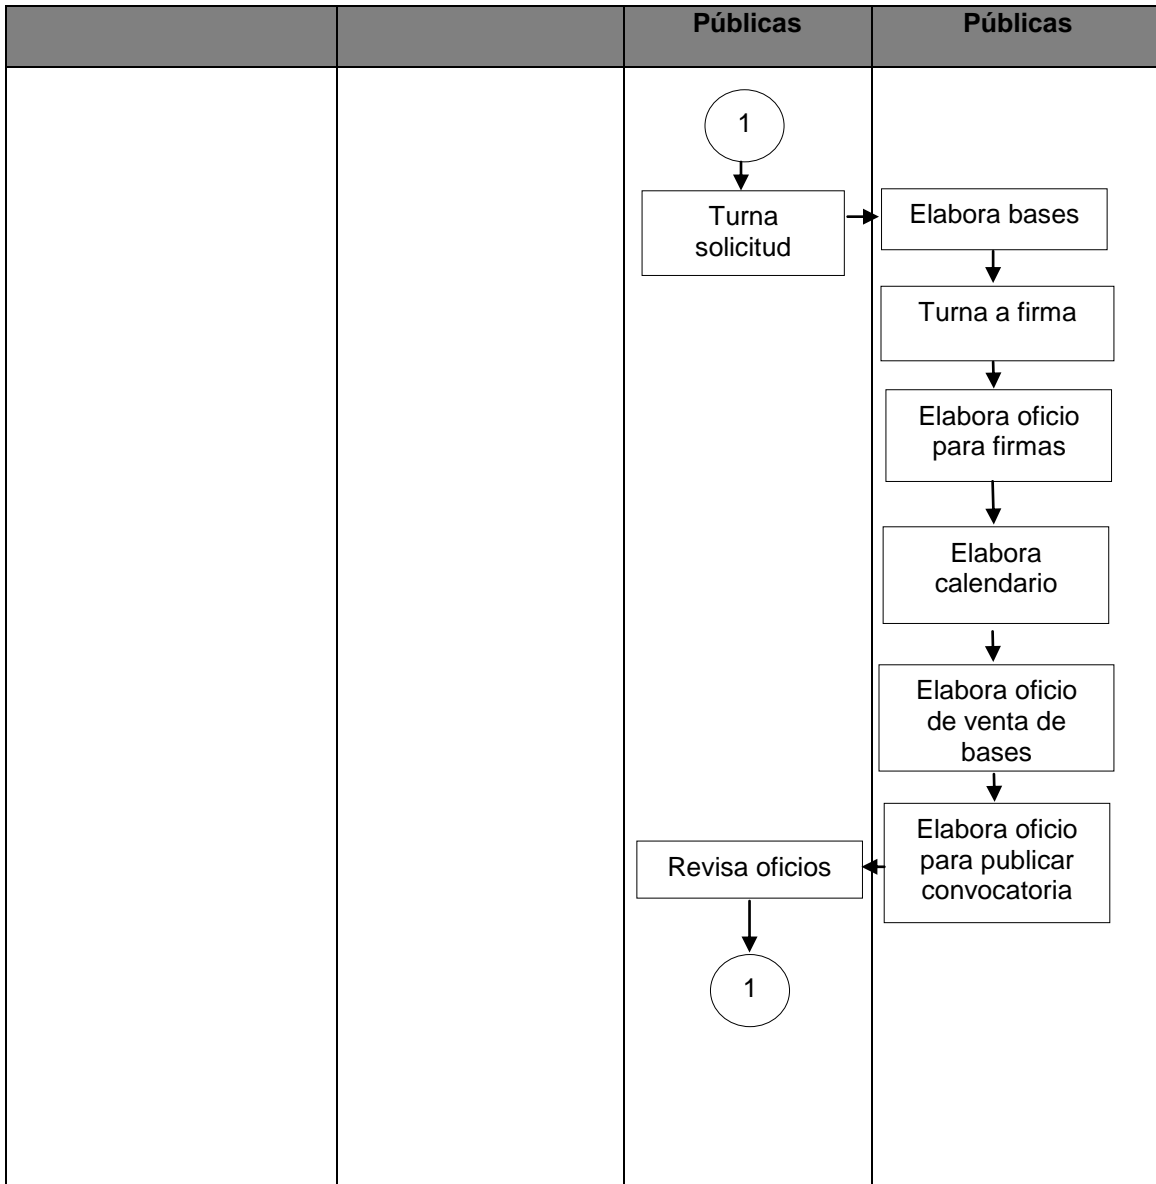 Públicas
Públicas
1
Turna
solicitud
Elabora bases
Turna a firma
Elabora oficio
para firmas
Elabora
calendario
Elabora oficio
de venta de
bases
Elabora oficio
para publicar
convocatoria
Revisa oficios
1